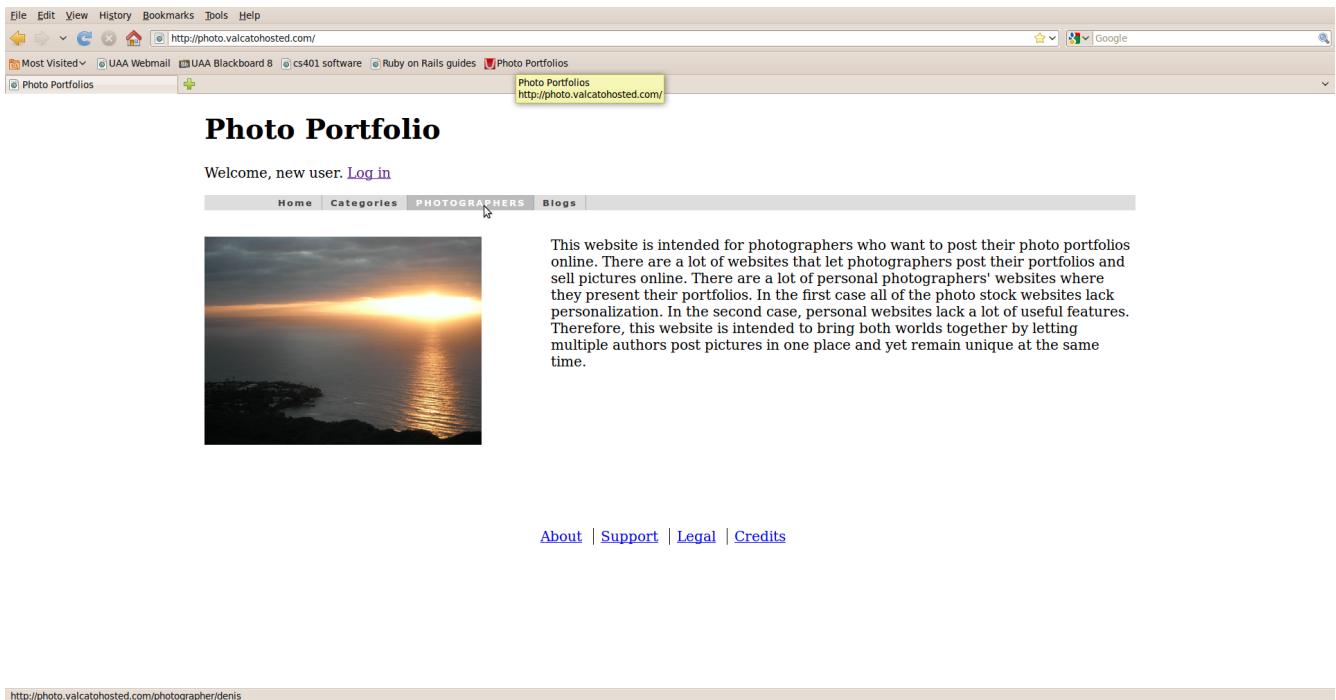 File Edit View History Bookmarks Tools Help
http://photo.valcatohosted.com/ Google
Most Visited UAA Webmail UAA Blackboard 8 cs401 software Ruby on Rails guides Photo Portfolios
Photo Portfolios
Photo Portfolios
http://photo.valcatohosted.com/
Photo Portfolio
Welcome, new user. Log in
Home Categories PHOTOGRAPHERS Blogs
This website is intended for photographers who want to post their photo portfolios
online. There are a lot of websites that let photographers post their portfolios and
sell pictures online. There are a lot of personal photographers' websites where
they present their portfolios. In the first case all of the photo stock websites lack
personalization. In the second case, personal websites lack a lot of useful features.
Therefore, this website is intended to bring both worlds together by letting
multiple authors post pictures in one place and yet remain unique at the same
time.
About Support Legal Credits
http://photo.valcatohosted.com/photographer/denis